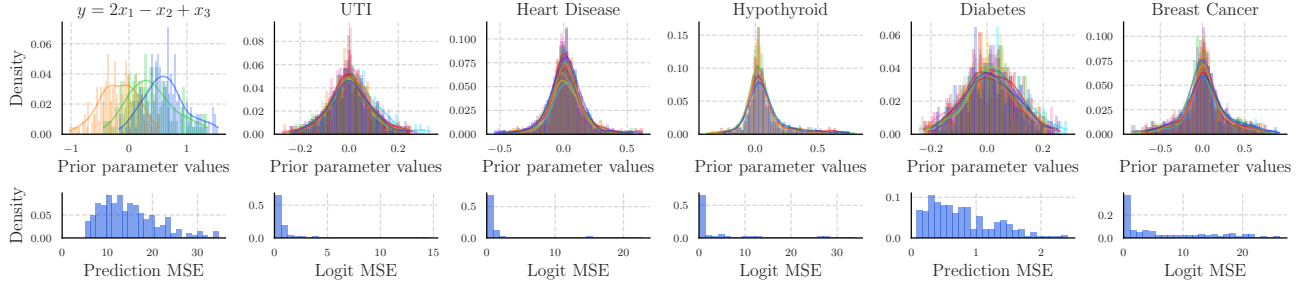 y = 2x₁ − x₂ + x₃ UTI Heart Disease Hypothyroid Diabetes Breast Cancer
Density
0.06 0.04 0.02 0.00
−1 0 1
0.08 0.06 0.04 0.02 0.00
−0.2 0.0 0.2
0.100 0.075 0.050 0.025 0.000
−0.5 0.0 0.5
0.15 0.10 0.05 0.00
0.0 0.5
0.06 0.04 0.02 0.00
−0.2 0.0 0.2
0.100 0.075 0.050 0.025 0.000
−0.5 0.0 0.5
Prior parameter values Prior parameter values Prior parameter values Prior parameter values Prior parameter values Prior parameter values
Density
0.05 0.00
0 10 20 30
0.5 0.0
0 5 10 15
0.5 0.0
0 10 20
0.5 0.0
0 10 20 30
0.1 0.0
0 1 2
0.2 0.0
0 10 20
Prediction MSE Logit MSE Logit MSE Logit MSE Prediction MSE Logit MSE